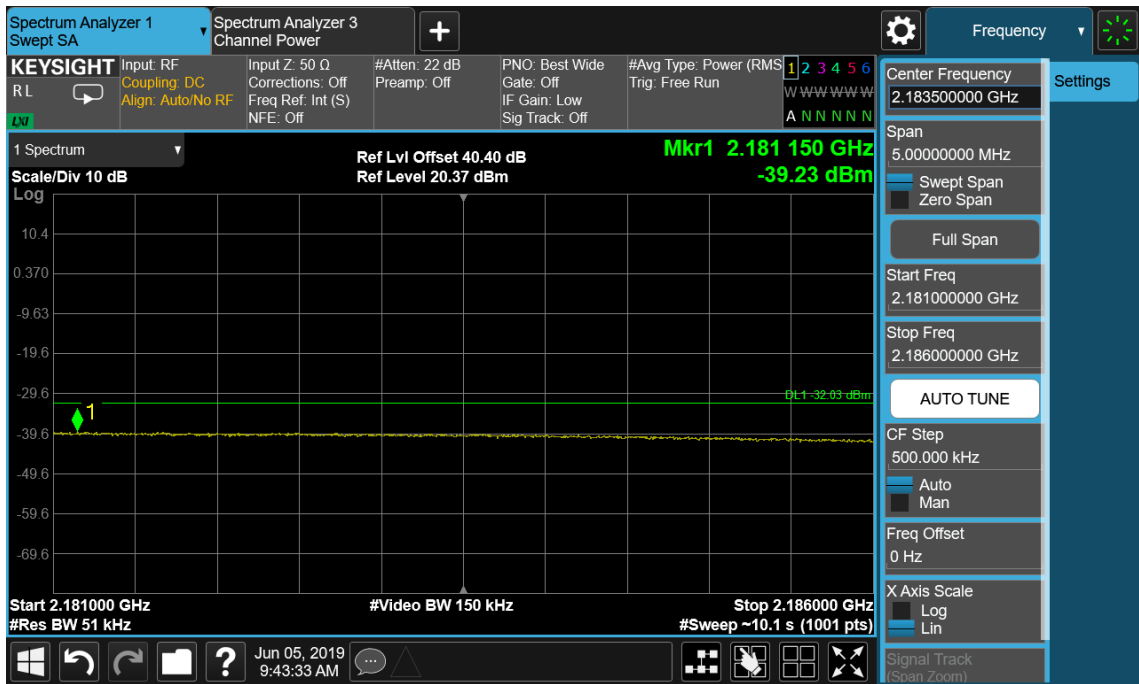 Spectrum Analyzer 1
Swept SA
Spectrum Analyzer 3
Channel Power
Frequency
KEYSIGHT
R L
LXI
Input: RF
Coupling: DC
Align: Auto/No RF
Input Z: 50 Ω
Corrections: Off
Freq Ref: Int (S)
NFE: Off
#Atten: 22 dB
Preamp: Off
PNO: Best Wide
Gate: Off
IF Gain: Low
Sig Track: Off
#Avg Type: Power (RMS
Trig: Free Run
1 2 3 4 5 6
W W W W W W
A N N N N N
1 Spectrum
Scale/Div 10 dB
Ref Lvl Offset 40.40 dB
Ref Level 20.37 dBm
Mkr1 2.181 150 GHz
-39.23 dBm
Log
10.4
0.370
-9.63
-19.6
-29.6
DL1 -32.03 dBm
1
-39.6
-49.6
-59.6
-69.6
Start 2.181000 GHz
#Video BW 150 kHz
Stop 2.186000 GHz
#Res BW 51 kHz
#Sweep ~10.1 s (1001 pts)
?
Jun 05, 2019
9:43:33 AM
Center Frequency
2.183500000 GHz
Settings
Span
5.00000000 MHz
Swept Span
Zero Span
Full Span
Start Freq
2.181000000 GHz
Stop Freq
2.186000000 GHz
AUTO TUNE
CF Step
500.000 kHz
Auto
Man
Freq Offset
0 Hz
X Axis Scale
Log
Lin
Signal Track
(Span Zoom)